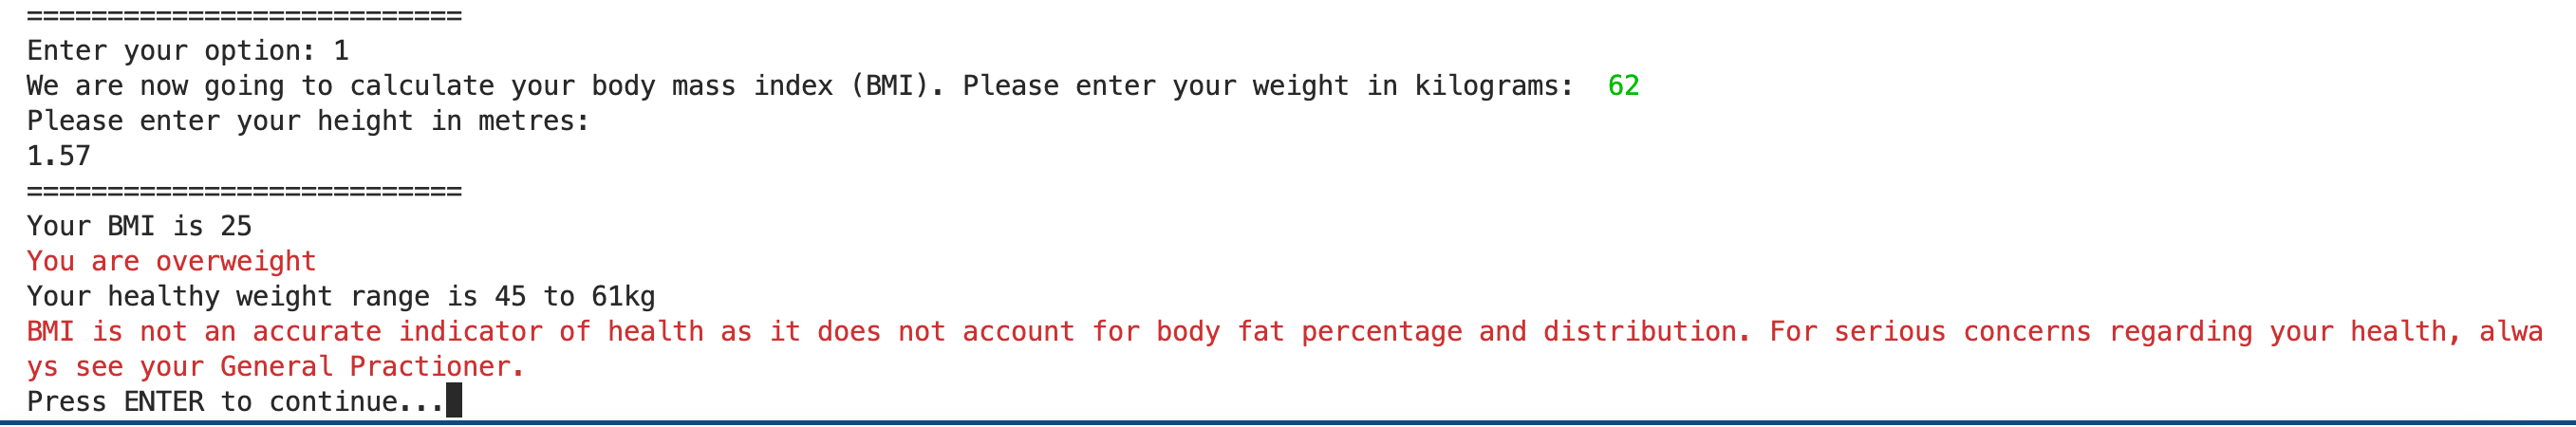 ===========================
Enter your option: 1
We are now going to calculate your body mass index (BMI). Please enter your weight in kilograms:  62
Please enter your height in metres:
1.57
===========================
Your BMI is 25
You are overweight
Your healthy weight range is 45 to 61kg
BMI is not an accurate indicator of health as it does not account for body fat percentage and distribution. For serious concerns regarding your health, alwa
ys see your General Practioner.
Press ENTER to continue...